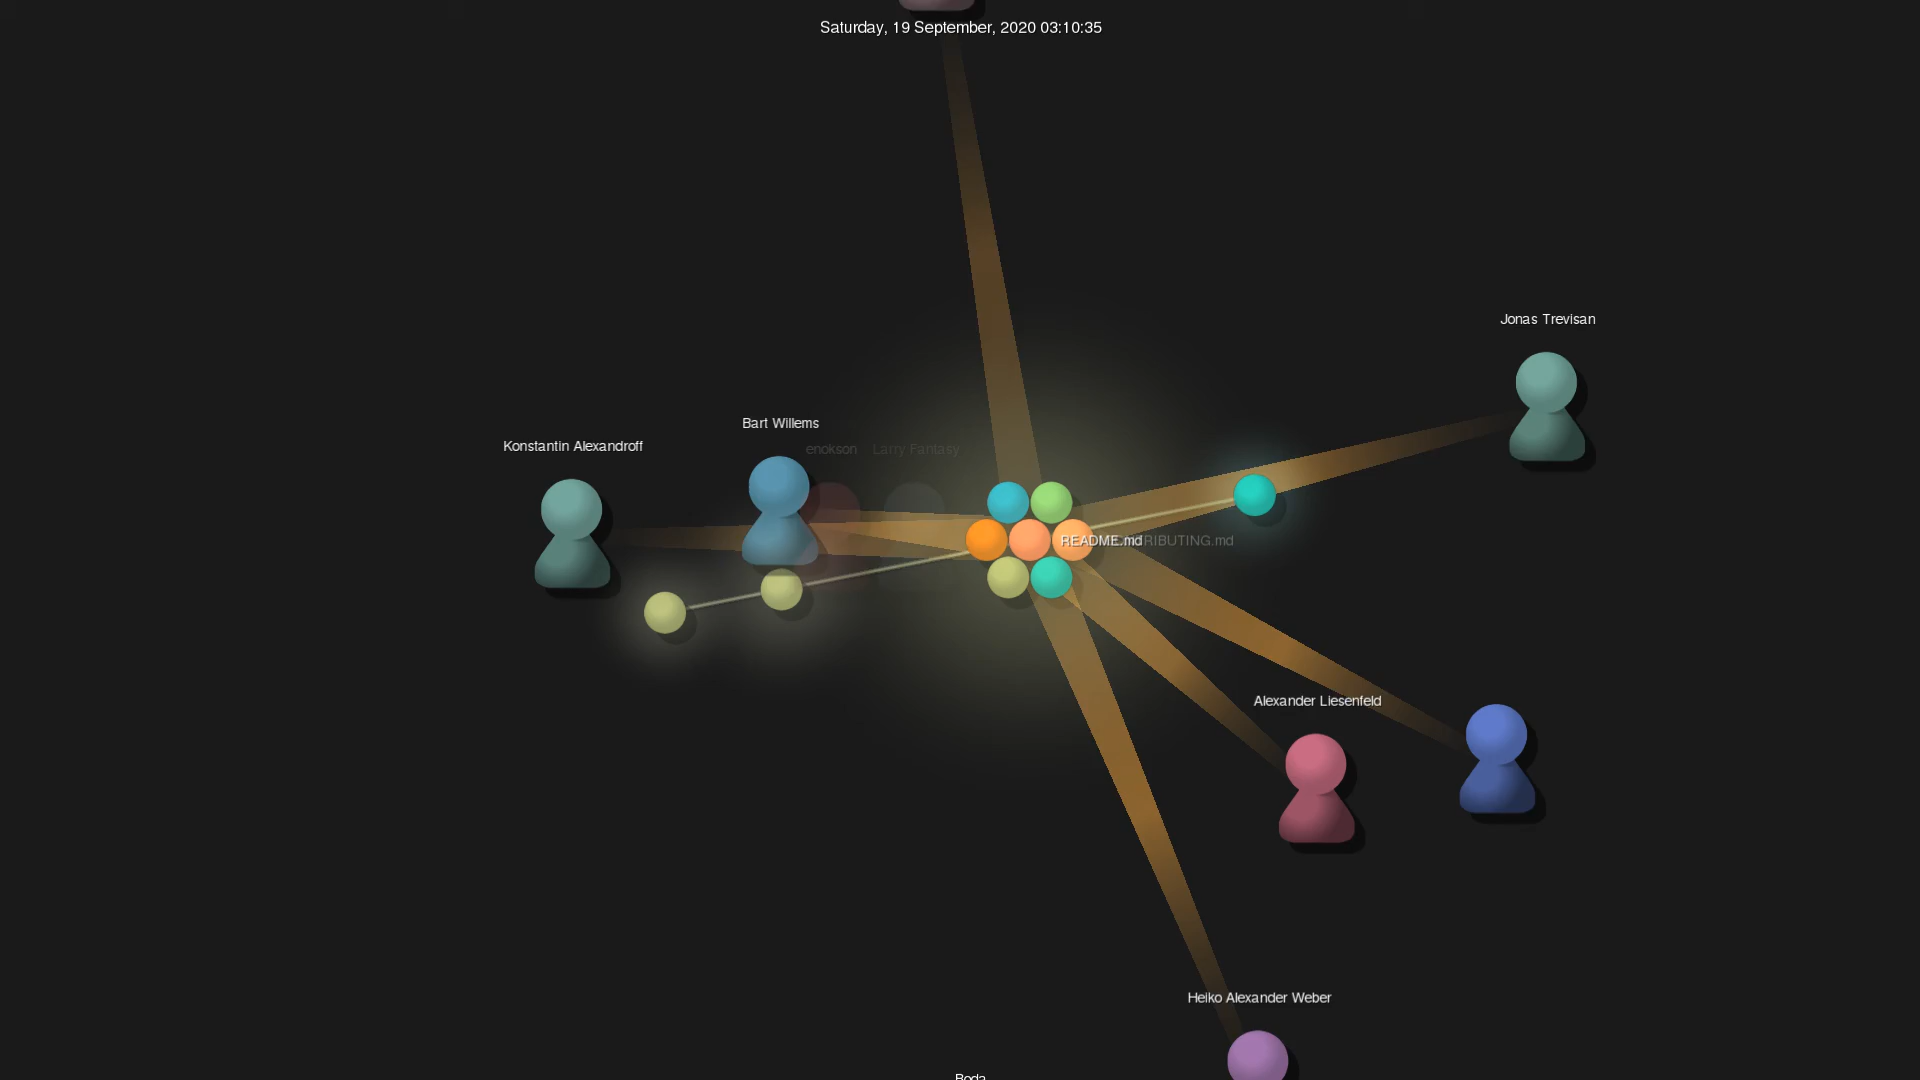 Saturday, 19 September, 2020 03:10:35
Jonas Trevisan
Bart Willems
Konstantin Alexandroff
enokson
Larry Fantasy
README.md
RIBUTING.md
Alexander Liesenfeld
Heiko Alexander Weber